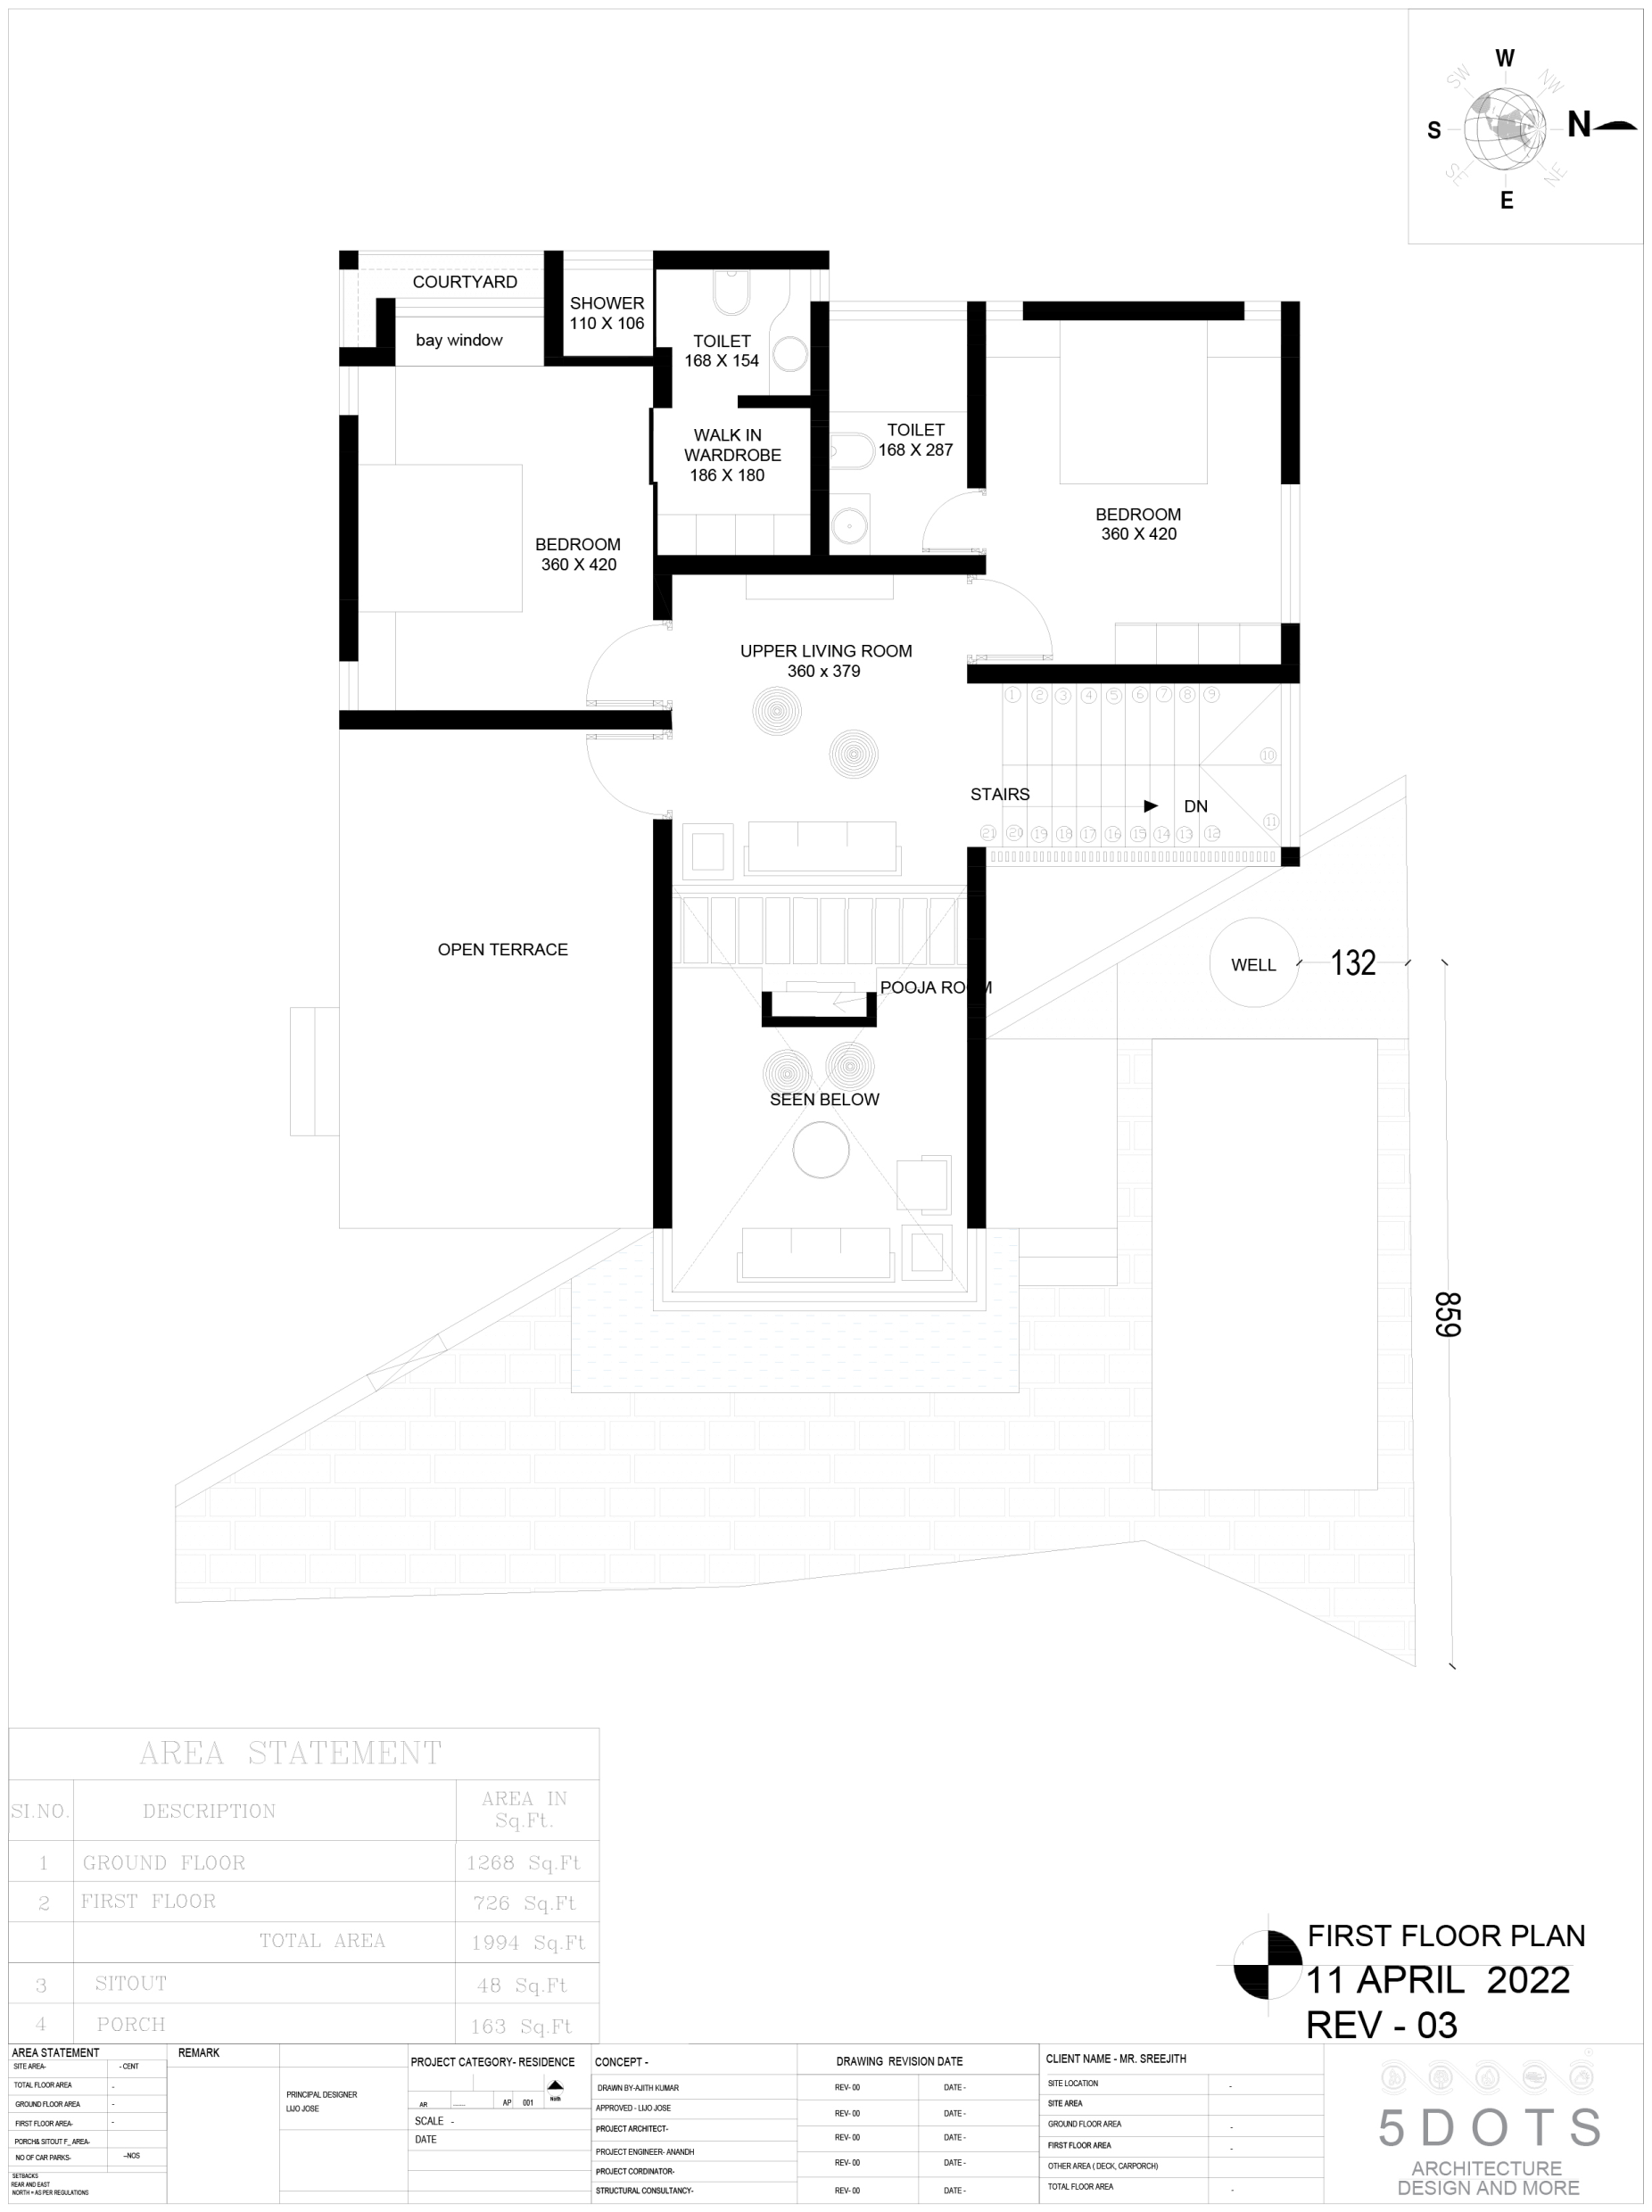 W
SW
NW
S
N
SE
NE
E
COURTYARD
bay window
SHOWER
110 X 106
TOILET
168 X 154
WALK IN
WARDROBE
186 X 180
TOILET
168 X 287
BEDROOM
360 X 420
BEDROOM
360 X 420
UPPER LIVING ROOM
360 x 379
1 2 3 4 5 6 7 8 9
10
STAIRS
DN
11
21 20 19 18 17 16 15 14 13 12
OPEN TERRACE
WELL
132
POOJA ROOM
SEEN BELOW
859
AREA STATEMENT
SI.NO. DESCRIPTION AREA IN
Sq.Ft.
1 GROUND FLOOR 1268 Sq.Ft
2 FIRST FLOOR 726 Sq.Ft
TOTAL AREA 1994 Sq.Ft
3 SITOUT 48 Sq.Ft
4 PORCH 163 Sq.Ft
FIRST FLOOR PLAN
11 APRIL 2022
REV - 03
AREA STATEMENT
SITE AREA- - CENT
TOTAL FLOOR AREA -
GROUND FLOOR AREA -
FIRST FLOOR AREA- -
PORCH& SITOUT F_ AREA-
NO OF CAR PARKS- --NOS
SETBACKS
REAR AND EAST
NORTH = AS PER REGULATIONS
REMARK
PRINCIPAL DESIGNER
LIJO JOSE
PROJECT CATEGORY- RESIDENCE
AR ------- AP 001
North
SCALE -
DATE
CONCEPT -
DRAWN BY-AJITH KUMAR
APPROVED - LIJO JOSE
PROJECT ARCHITECT-
PROJECT ENGINEER- ANANDH
PROJECT CORDINATOR-
STRUCTURAL CONSULTANCY-
DRAWING REVISION DATE
REV- 00 DATE -
REV- 00 DATE -
REV- 00 DATE -
REV- 00 DATE -
REV- 00 DATE -
CLIENT NAME - MR. SREEJITH
SITE LOCATION -
SITE AREA
GROUND FLOOR AREA -
FIRST FLOOR AREA -
OTHER AREA ( DECK, CARPORCH)
TOTAL FLOOR AREA -
5 D O T S
ARCHITECTURE
DESIGN AND MORE